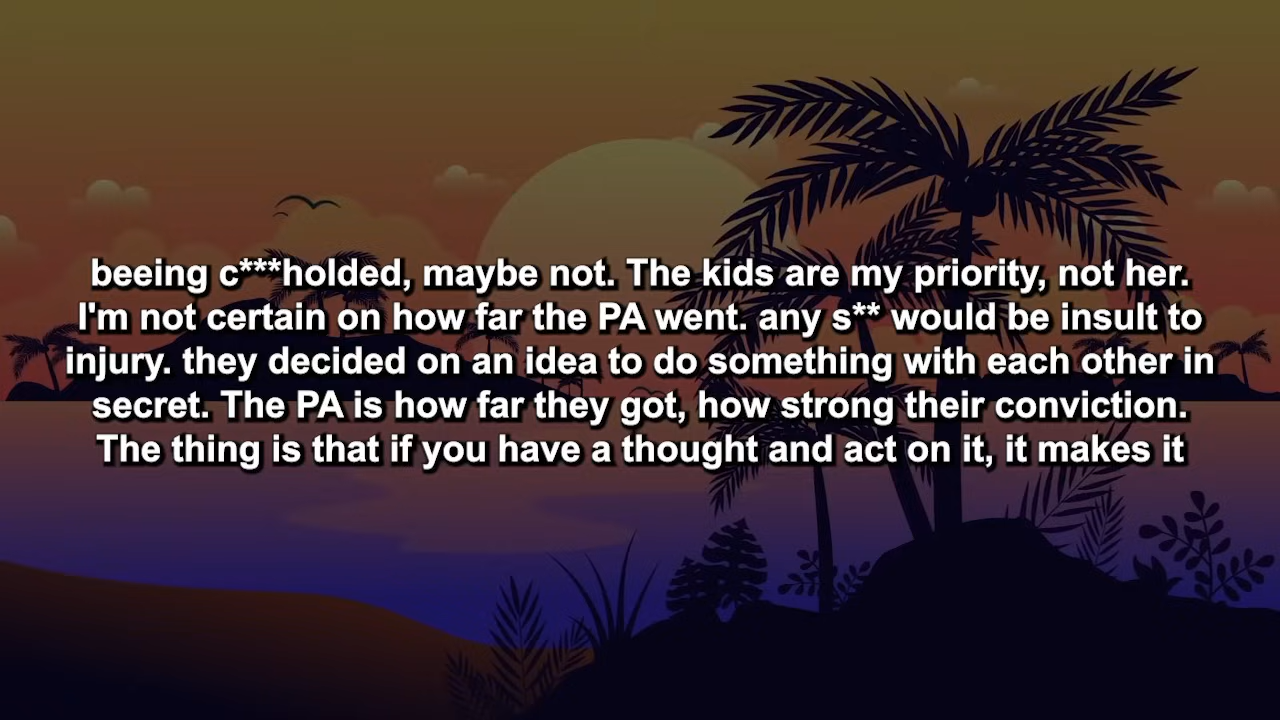 beeing c***holded, maybe not. The kids are my priority, not her.
I'm not certain on how far the PA went. any s** would be insult to
injury. they decided on an idea to do something with each other in
secret. The PA is how far they got, how strong their conviction.
The thing is that if you have a thought and act on it, it makes it